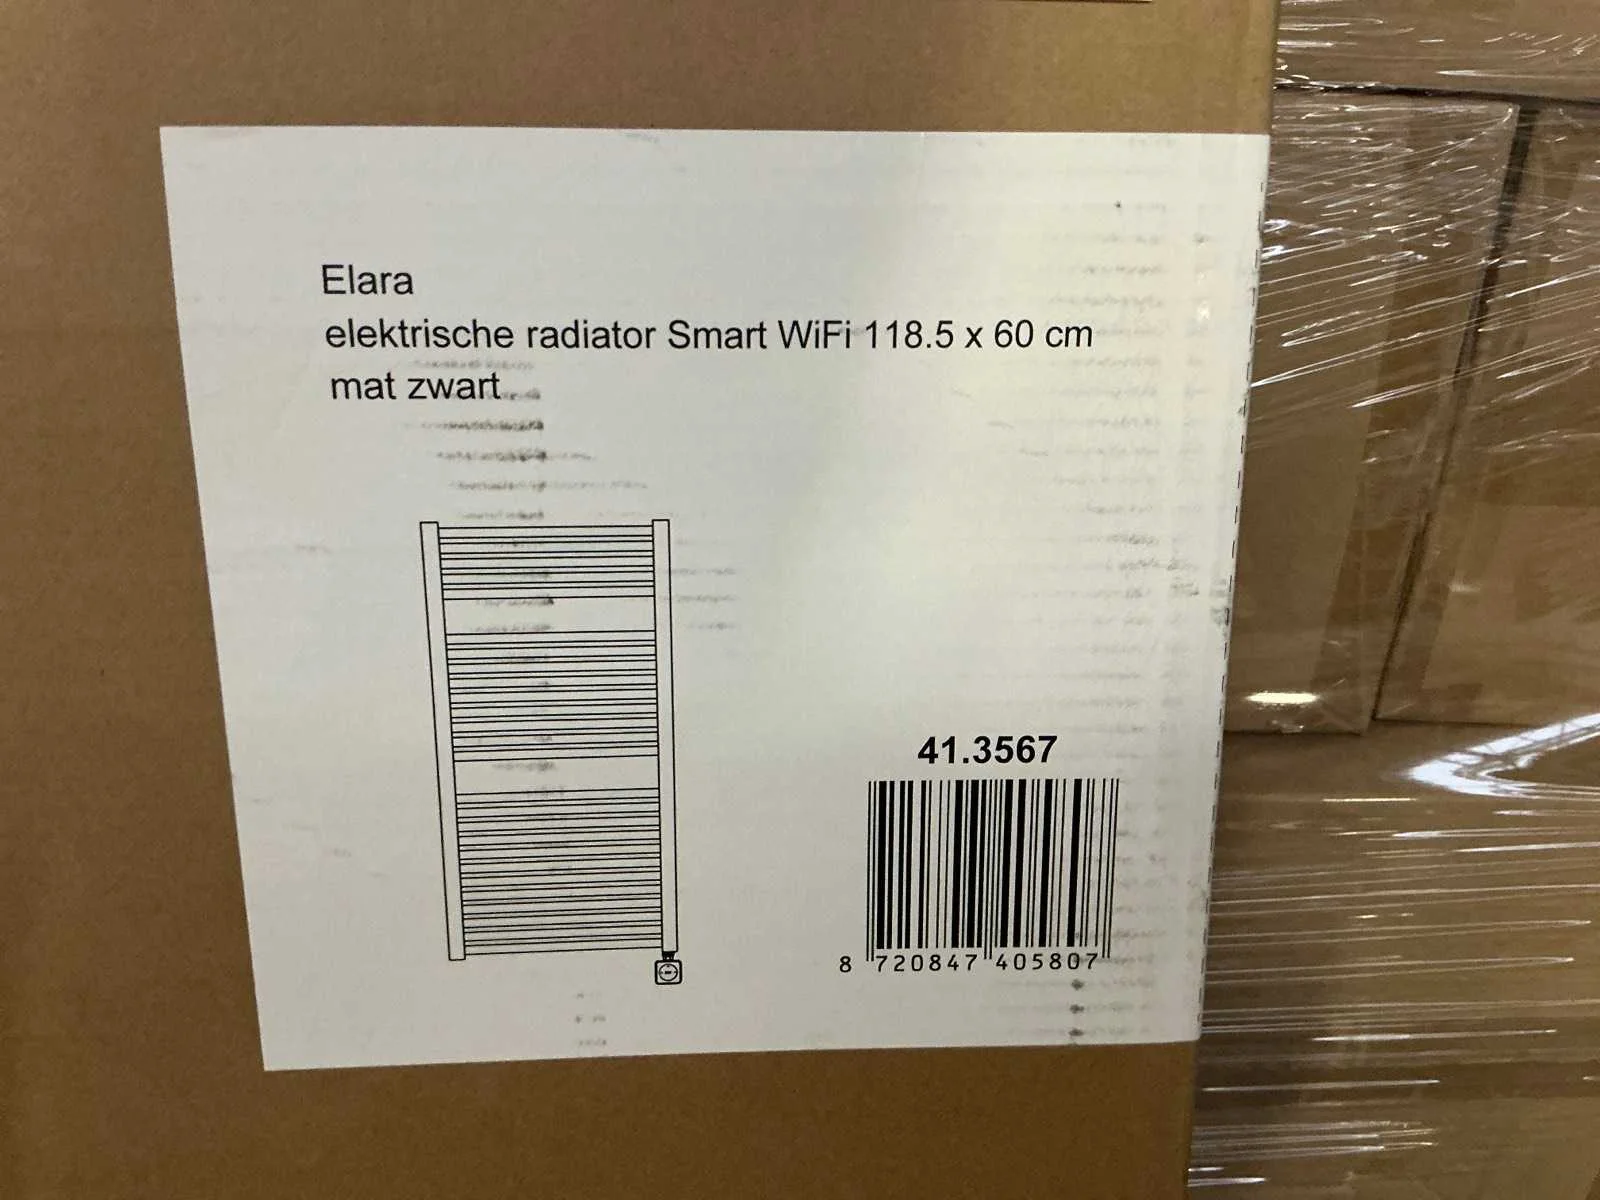 Elara
elektrische radiator Smart WiFi 118.5 x 60 cm
mat zwart
41.3567
8 720847 405807